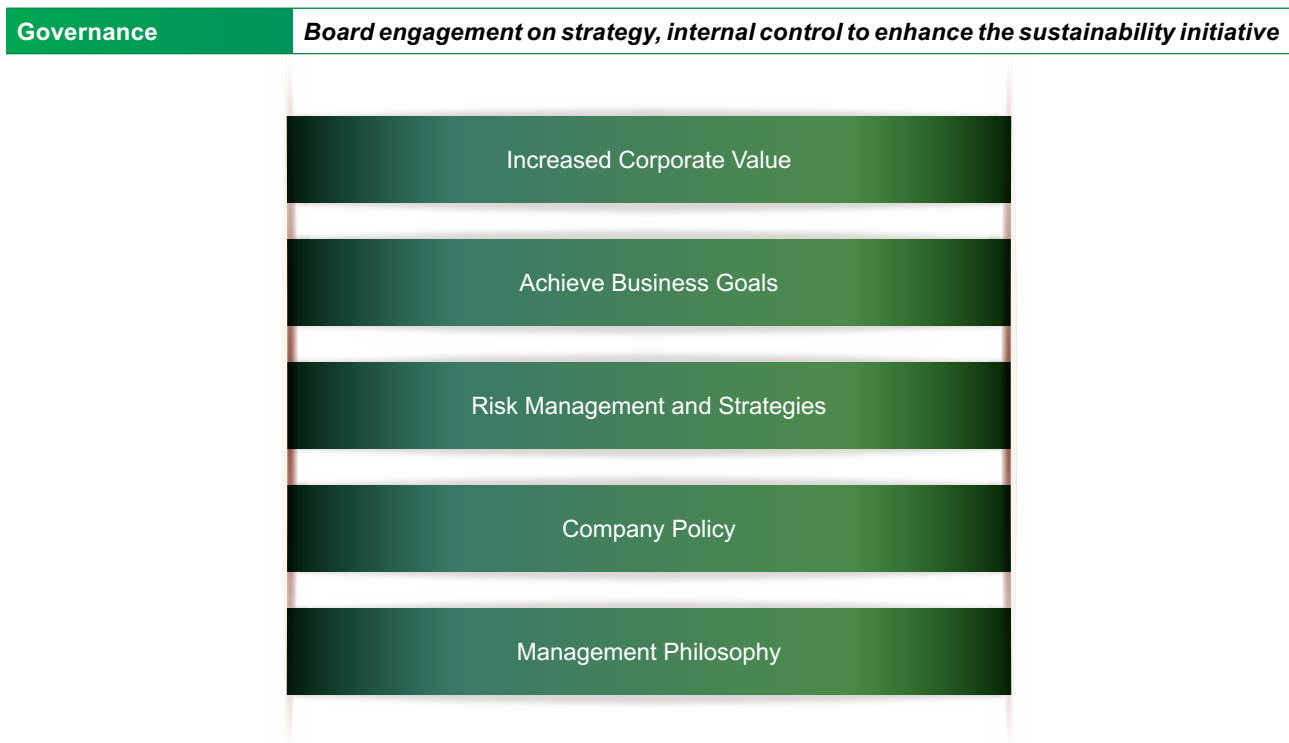 Governance
Board engagement on strategy, internal control to enhance the sustainability initiative
Increased Corporate Value
Achieve Business Goals
Risk Management and Strategies
Company Policy
Management Philosophy